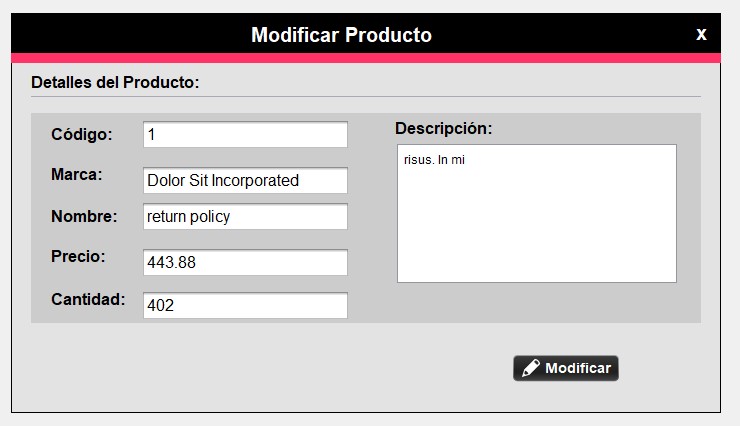 Modificar Producto
x
Detalles del Producto:
Código:
1
Marca:
Dolor Sit Incorporated
Nombre:
return policy
Precio:
443.88
Cantidad:
402
Descripción:
risus. In mi
Modificar